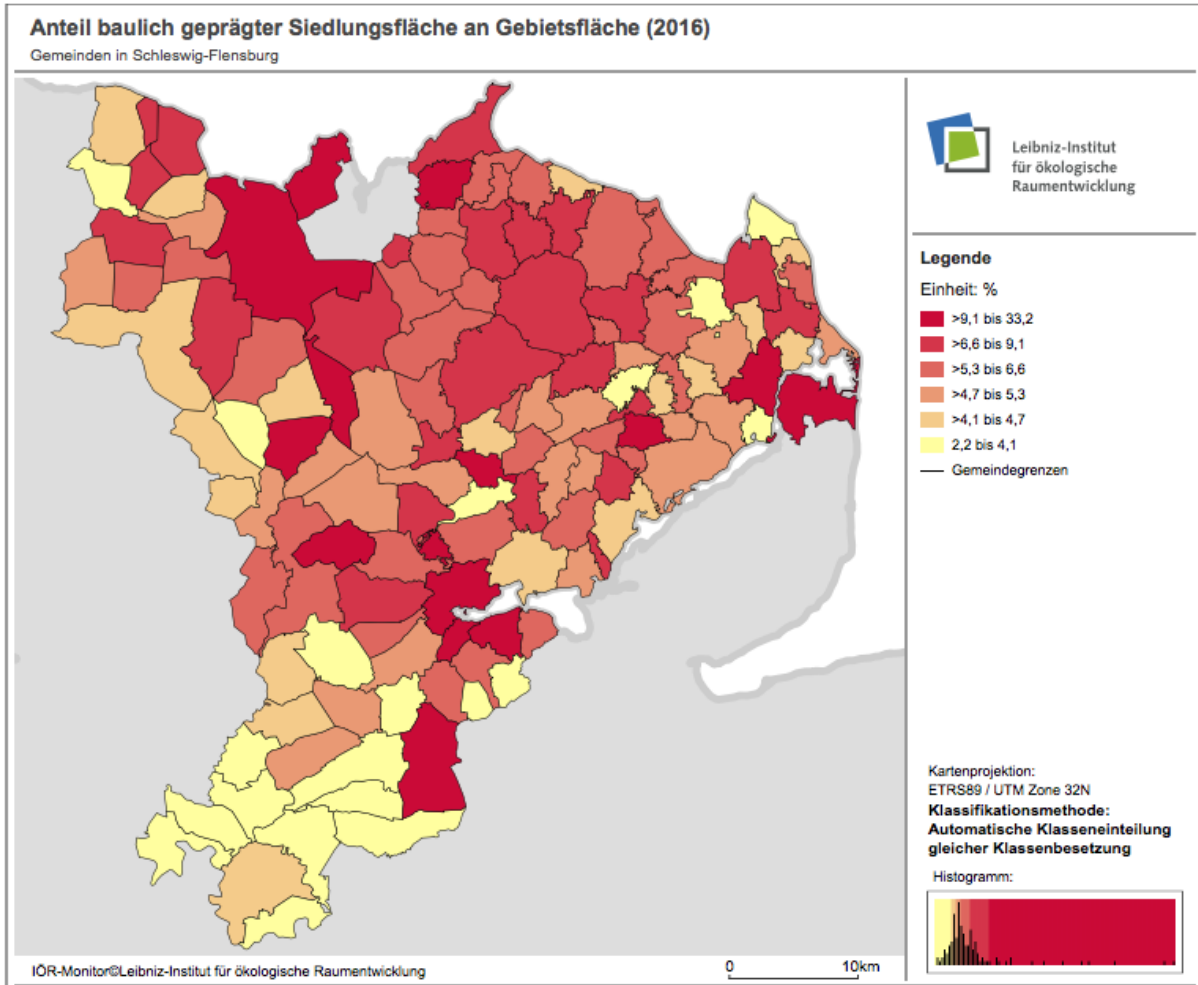 Anteil baulich geprägter Siedlungsfläche an Gebietsfläche (2016)
Gemeinden in Schleswig-Flensburg
Leibniz-Institut
für ökologische
Raumentwicklung
Legende
Einheit: %
>9,1 bis 33,2
>6,6 bis 9,1
>5,3 bis 6,6
>4,7 bis 5,3
>4,1 bis 4,7
2,2 bis 4,1
Gemeindegrenzen
Kartenprojektion:
ETRS89 / UTM Zone 32N
Klassifikationsmethode:
Automatische Klasseneinteilung
gleicher Klassenbesetzung
Histogramm:
IÖR-Monitor©Leibniz-Institut für ökologische Raumentwicklung
0 10km